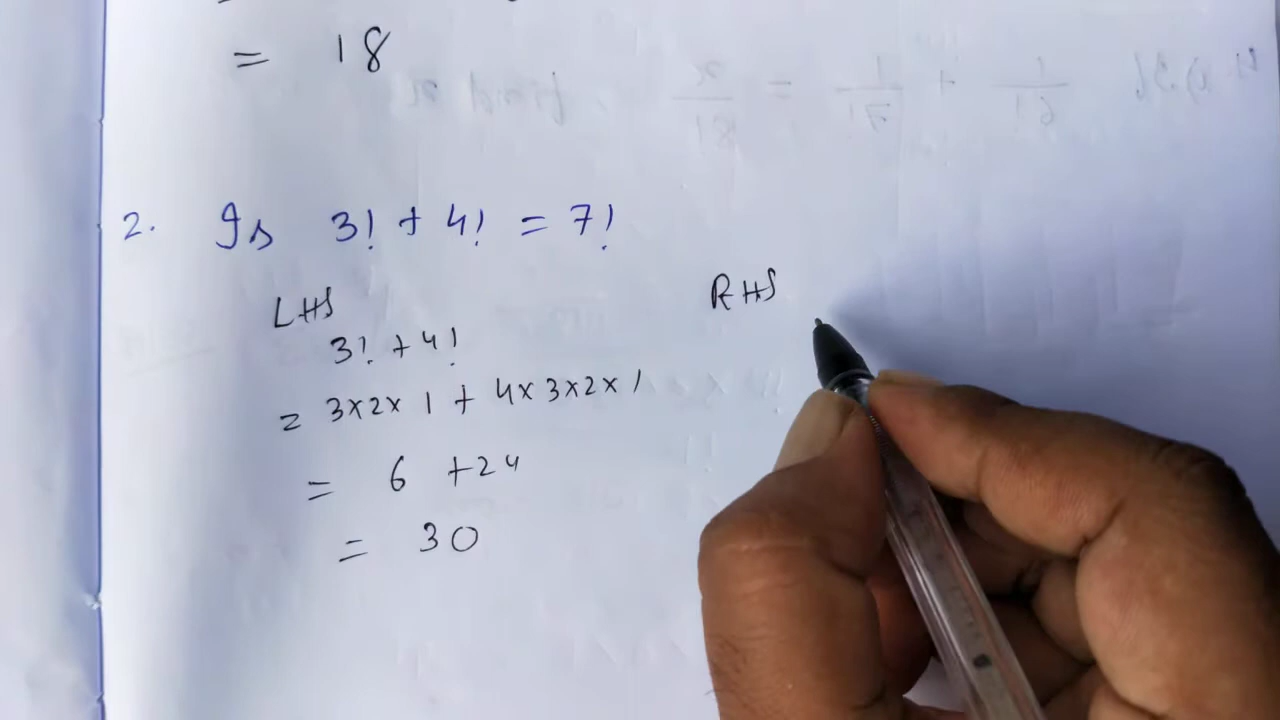 = 18
2. Is 3! + 4! = 7!
LHS
RHS
3! + 4!
= 3×2×1 + 4×3×2×1
= 6 +24
= 30